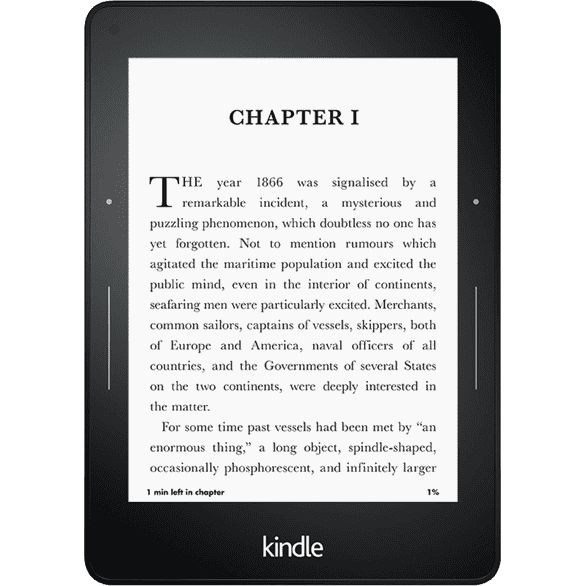 CHAPTER I
THE year 1866 was signalised by a
remarkable incident, a mysterious and
puzzling phenomenon, which doubtless no one has
yet forgotten. Not to mention rumours which
agitated the maritime population and excited the
public mind, even in the interior of continents,
seafaring men were particularly excited. Merchants,
common sailors, captains of vessels, skippers, both
of Europe and America, naval officers of all
countries, and the Governments of several States
on the two continents, were deeply interested in
the matter.
For some time past vessels had been met by “an
enormous thing,” a long object, spindle-shaped,
occasionally phosphorescent, and infinitely larger
1 min left in chapter 1%
kindle